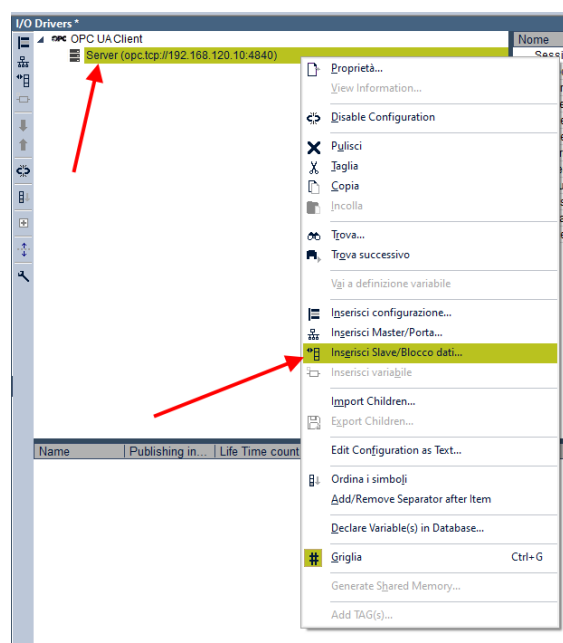 I/O Drivers *
OPC OPC UA Client
Server (opc.tcp://192.168.120.10:4840)
Nome
Sessi
Proprietà...
View Information...
Disable Configuration
Pulisci
Taglia
Copia
Incolla
Trova...
Trova successivo
Vai a definizione variabile
Inserisci configurazione...
Inserisci Master/Porta...
Inserisci Slave/Blocco dati...
Inserisci variabile
Import Children...
Export Children...
Edit Configuration as Text...
Ordina i simboli
Add/Remove Separator after Item
Declare Variable(s) in Database...
Griglia Ctrl+G
Generate Shared Memory...
Add TAG(s)...
Name Publishing in... Life Time count